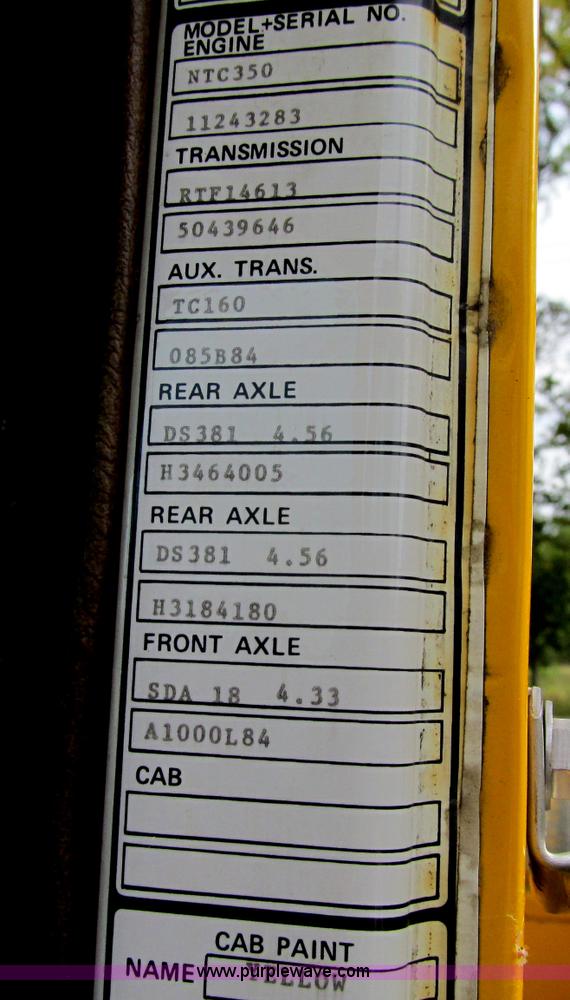 MODEL+SERIAL NO.
ENGINE
NTC350
11243283
TRANSMISSION
RTF14613
50439646
AUX. TRANS.
TC160
085B84
REAR AXLE
DS381 4.56
H3464005
REAR AXLE
DS381 4.56
H3184180
FRONT AXLE
SDA 18 4.33
A1000L84
CAB
CAB PAINT
NAME YELLOW
www.purplewave.com